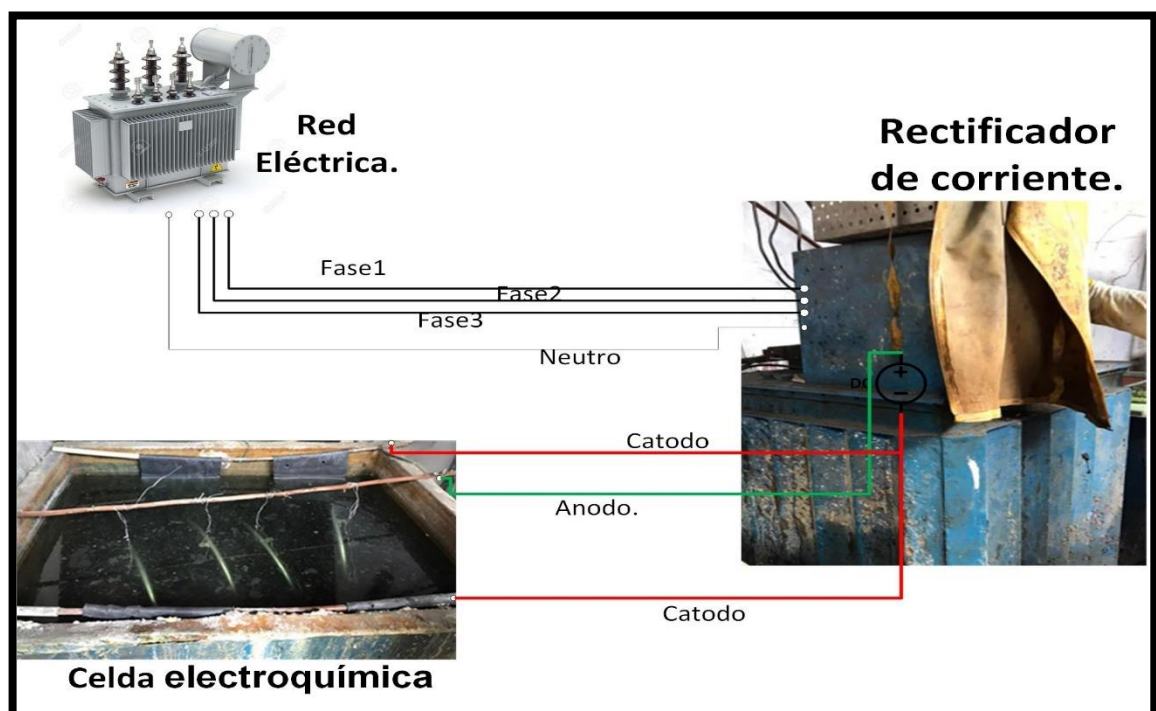 Red
Eléctrica.
Rectificador
de corriente.
Fase1
Fase2
Fase3
Neutro
DC
+
−
Catodo
Anodo.
Catodo
Celda electroquímica